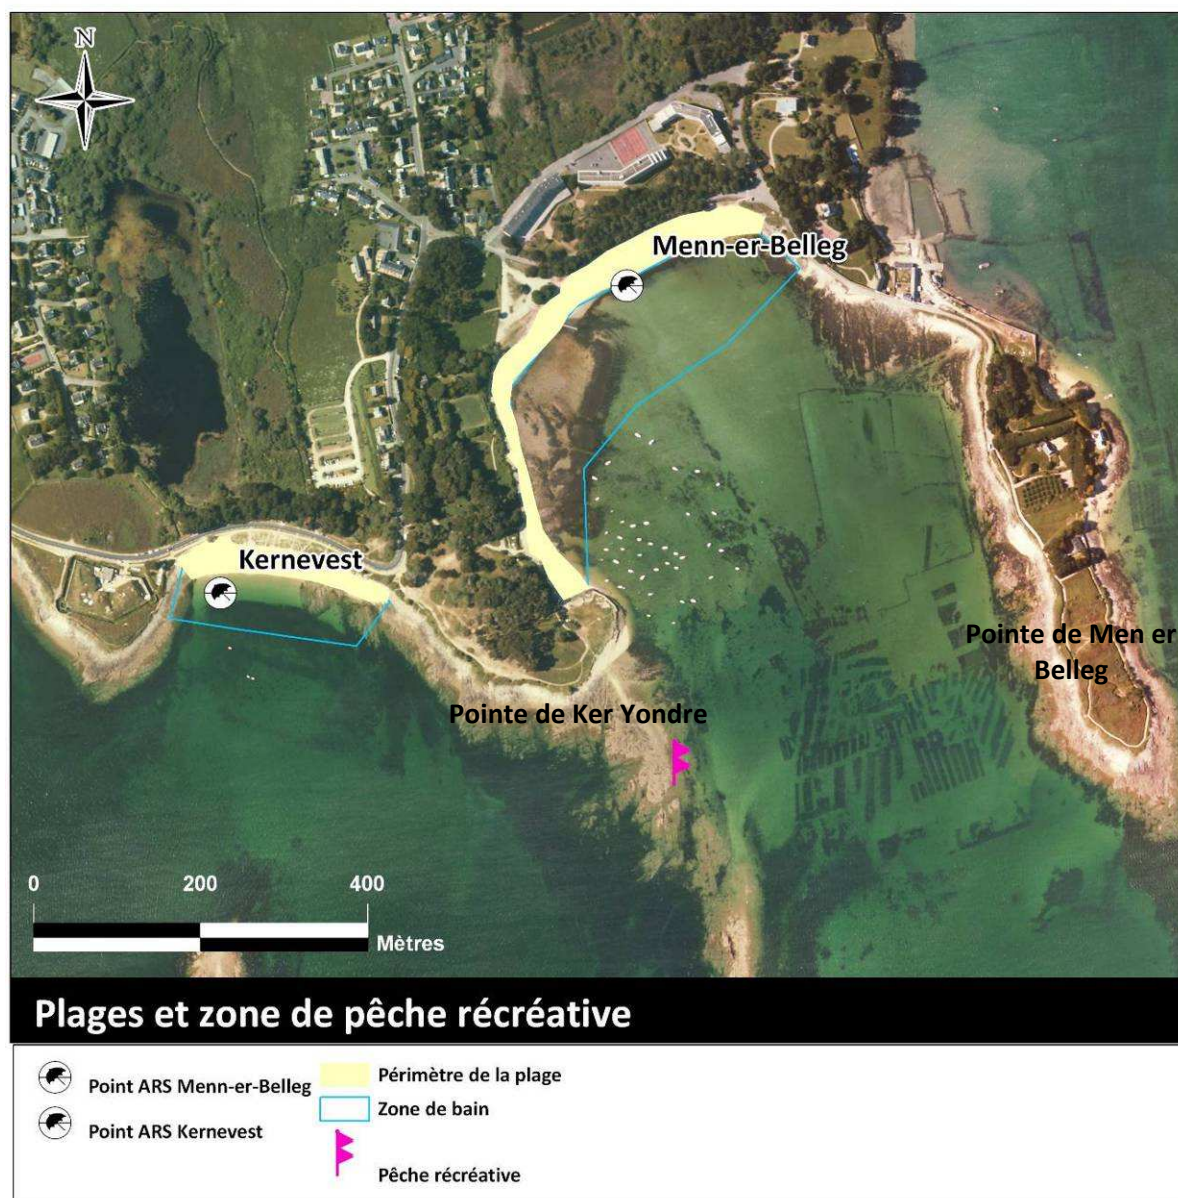 N
Menn-er-Belleg
Kernevest
Pointe de Men er
Belleg
Pointe de Ker Yondre
0 200 400
Mètres
Plages et zone de pêche récréative
Point ARS Menn-er-Belleg
Point ARS Kernevest
Périmètre de la plage
Zone de bain
Pêche récréative